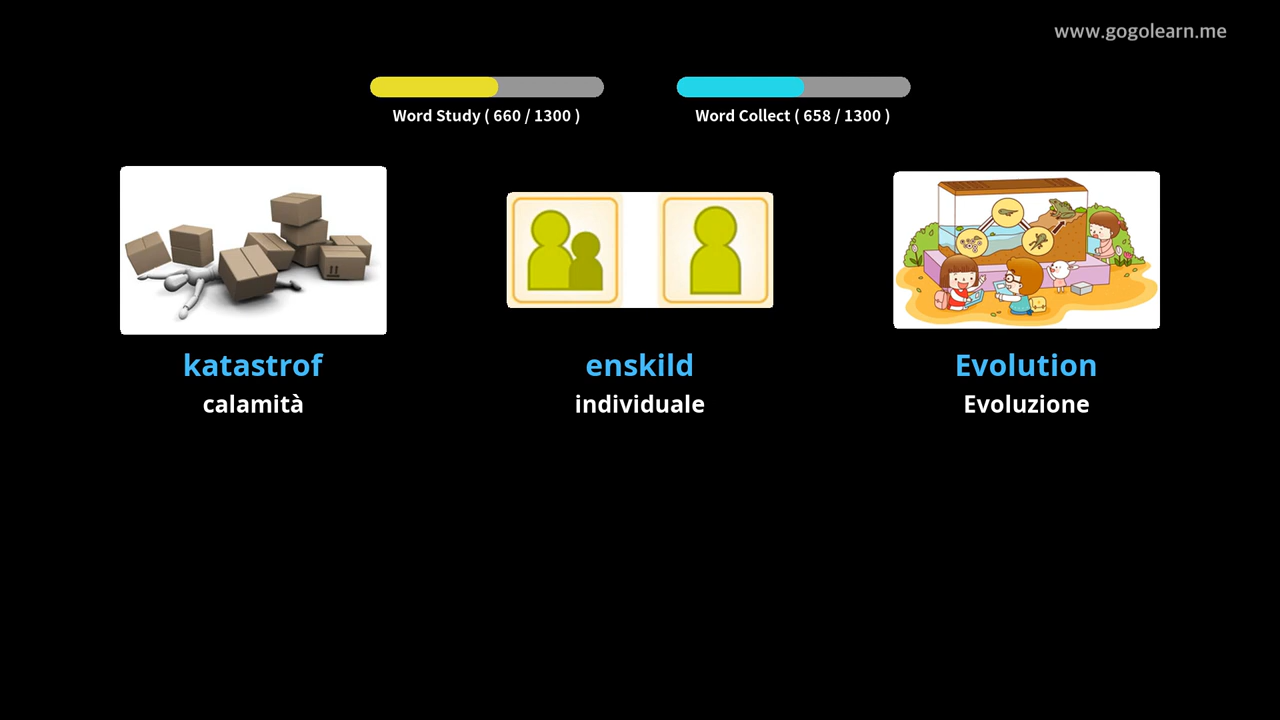 www.gogolearn.me
Word Study ( 660 / 1300 )
Word Collect ( 658 / 1300 )
katastrof
calamità
enskild
individuale
Evolution
Evoluzione